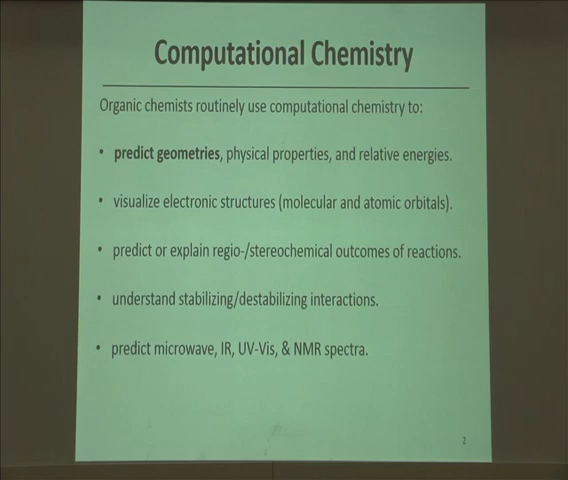 Computational Chemistry
Organic chemists routinely use computational chemistry to:
• predict geometries, physical properties, and relative energies.
• visualize electronic structures (molecular and atomic orbitals).
• predict or explain regio-/stereochemical outcomes of reactions.
• understand stabilizing/destabilizing interactions.
• predict microwave, IR, UV-Vis, & NMR spectra.
2